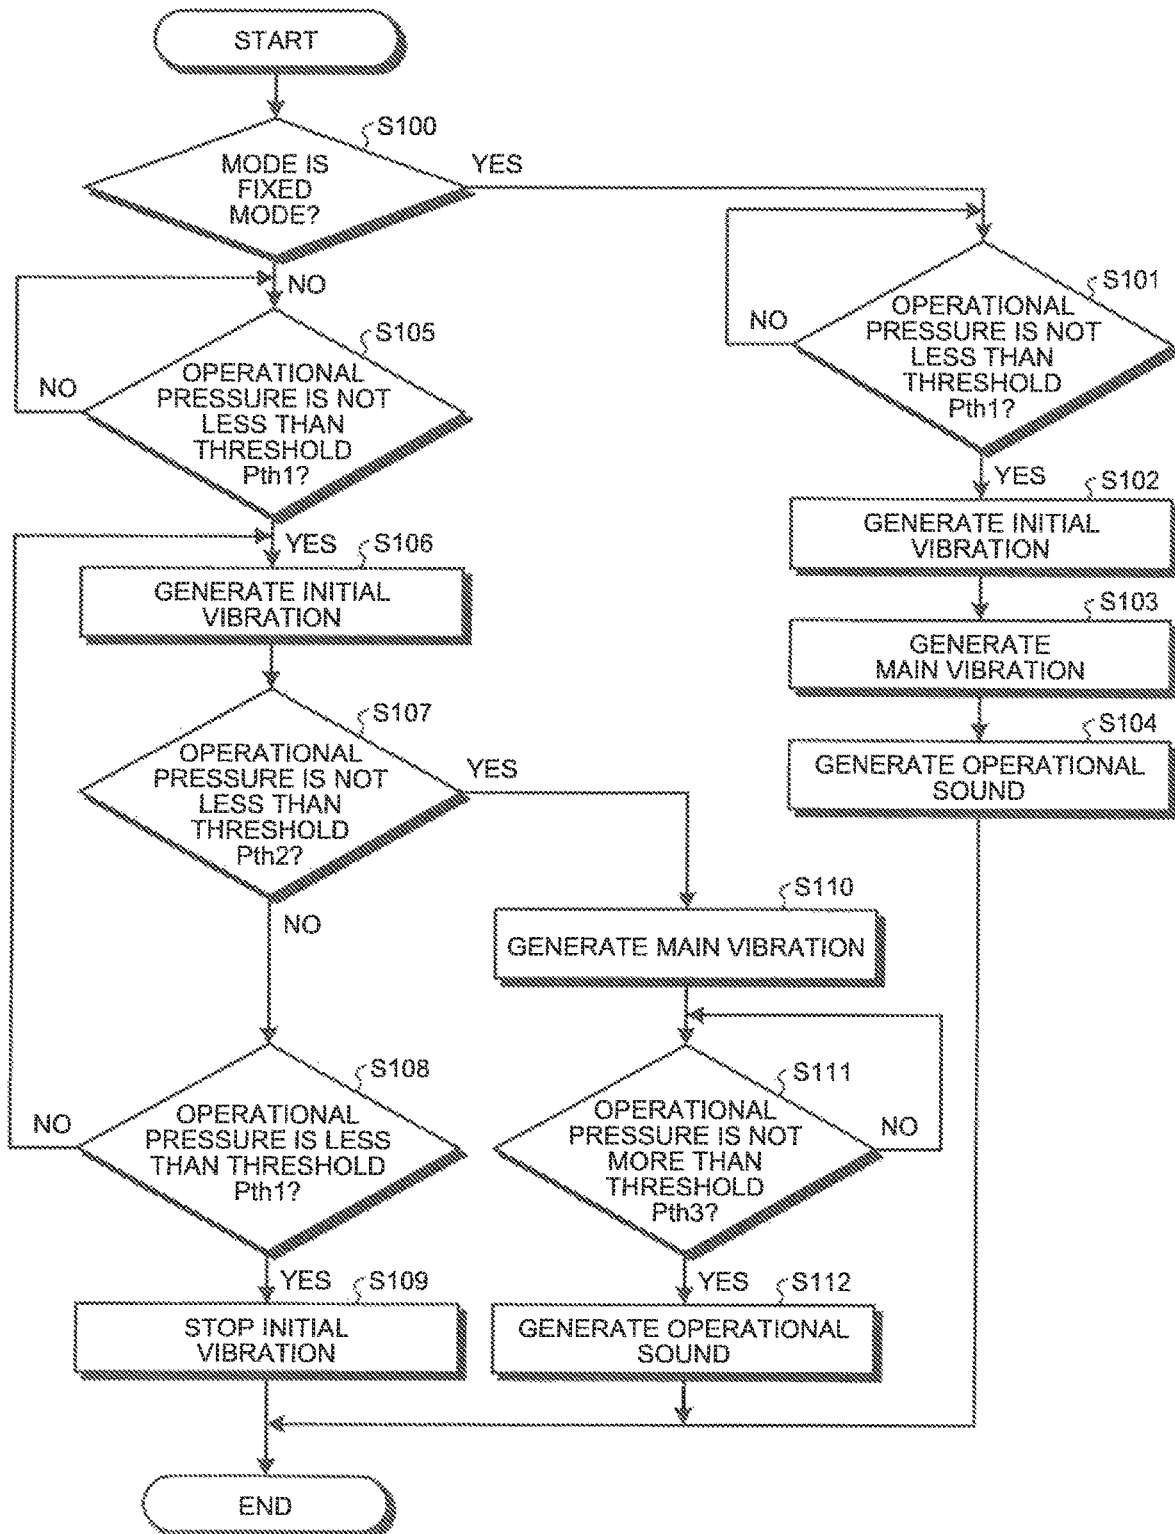 START
S100
MODE IS
FIXED
MODE?
YES
NO
S101
OPERATIONAL
PRESSURE IS NOT
LESS THAN
THRESHOLD
Pth1?
NO
YES
S102
GENERATE INITIAL
VIBRATION
S103
GENERATE
MAIN VIBRATION
S104
GENERATE OPERATIONAL
SOUND
S105
OPERATIONAL
PRESSURE IS NOT
LESS THAN
THRESHOLD
Pth1?
NO
YES
S106
GENERATE INITIAL
VIBRATION
S107
OPERATIONAL
PRESSURE IS NOT
LESS THAN
THRESHOLD
Pth2?
YES
NO
S108
OPERATIONAL
PRESSURE IS LESS
THAN THRESHOLD
Pth1?
NO
YES
S109
STOP INITIAL
VIBRATION
S110
GENERATE MAIN VIBRATION
S111
OPERATIONAL
PRESSURE IS NOT
MORE THAN
THRESHOLD
Pth3?
NO
YES
S112
GENERATE OPERATIONAL
SOUND
END